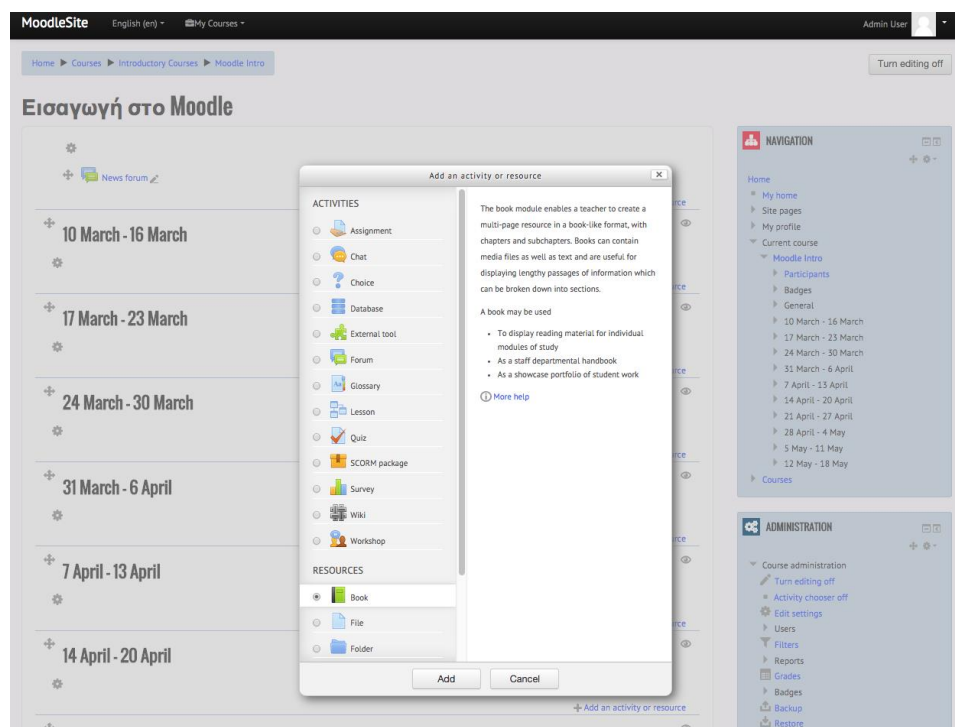 MoodleSite English (en) My Courses Admin User
Home Courses Introductory Courses Moodle Intro
Turn editing off
Εισαγωγή στο Moodle
News forum
10 March - 16 March
17 March - 23 March
24 March - 30 March
31 March - 6 April
7 April - 13 April
14 April - 20 April
Add an activity or resource
Add an activity or resource
ACTIVITIES
Assignment
Chat
Choice
Database
External tool
Forum
Glossary
Lesson
Quiz
SCORM package
Survey
Wiki
Workshop
RESOURCES
Book
File
Folder
The book module enables a teacher to create a
multi-page resource in a book-like format, with
chapters and subchapters. Books can contain
media files as well as text and are useful for
displaying lengthy passages of information which
can be broken down into sections.
A book may be used
To display reading material for individual
modules of study
As a staff departmental handbook
As a showcase portfolio of student work
More help
Add Cancel
NAVIGATION
Home
My home
Site pages
My profile
Current course
Moodle Intro
Participants
Badges
General
10 March - 16 March
17 March - 23 March
24 March - 30 March
31 March - 6 April
7 April - 13 April
14 April - 20 April
21 April - 27 April
28 April - 4 May
5 May - 11 May
12 May - 18 May
Courses
ADMINISTRATION
Course administration
Turn editing off
Activity chooser off
Edit settings
Users
Filters
Reports
Grades
Badges
Backup
Restore